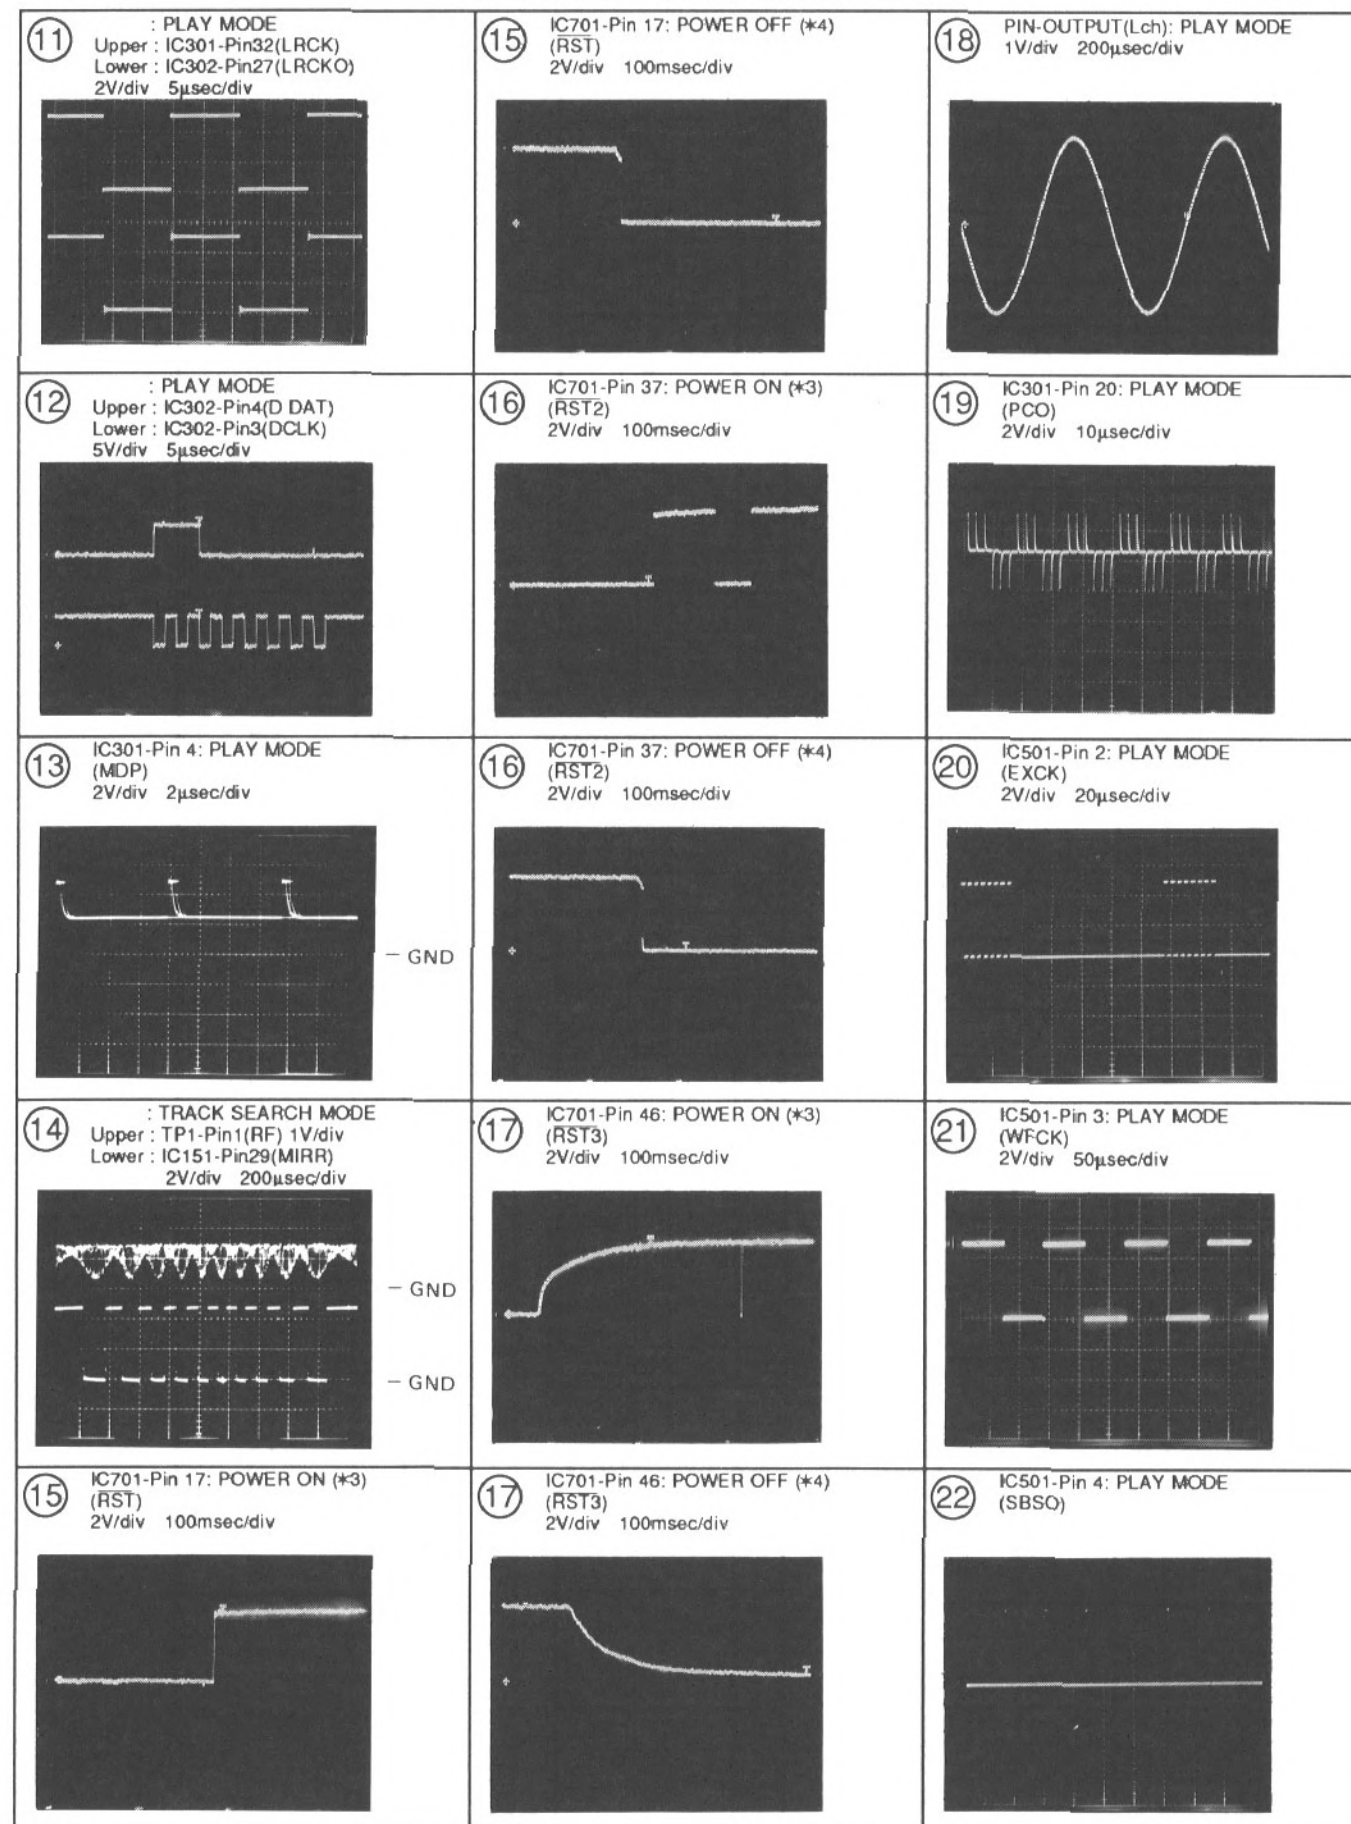 11
: PLAY MODE
Upper : IC301-Pin32(LRCK)
Lower : IC302-Pin27(LRCKO)
2V/div 5µsec/div
12
: PLAY MODE
Upper : IC302-Pin4(D DAT)
Lower : IC302-Pin3(DCLK)
5V/div 5µsec/div
13
IC301-Pin 4: PLAY MODE
(MDP)
2V/div 2µsec/div
– GND
14
: TRACK SEARCH MODE
Upper : TP1-Pin1(RF) 1V/div
Lower : IC151-Pin29(MIRR)
2V/div 200µsec/div
– GND
– GND
15
IC701-Pin 17: POWER ON (*3)
(RST)
2V/div 100msec/div
15
IC701-Pin 17: POWER OFF (*4)
(RST)
2V/div 100msec/div
16
IC701-Pin 37: POWER ON (*3)
(RST2)
2V/div 100msec/div
16
IC701-Pin 37: POWER OFF (*4)
(RST2)
2V/div 100msec/div
17
IC701-Pin 46: POWER ON (*3)
(RST3)
2V/div 100msec/div
17
IC701-Pin 46: POWER OFF (*4)
(RST3)
2V/div 100msec/div
18
PIN-OUTPUT(Lch): PLAY MODE
1V/div 200µsec/div
19
IC301-Pin 20: PLAY MODE
(PCO)
2V/div 10µsec/div
20
IC501-Pin 2: PLAY MODE
(EXCK)
2V/div 20µsec/div
21
IC501-Pin 3: PLAY MODE
(WFCK)
2V/div 50µsec/div
22
IC501-Pin 4: PLAY MODE
(SBSO)